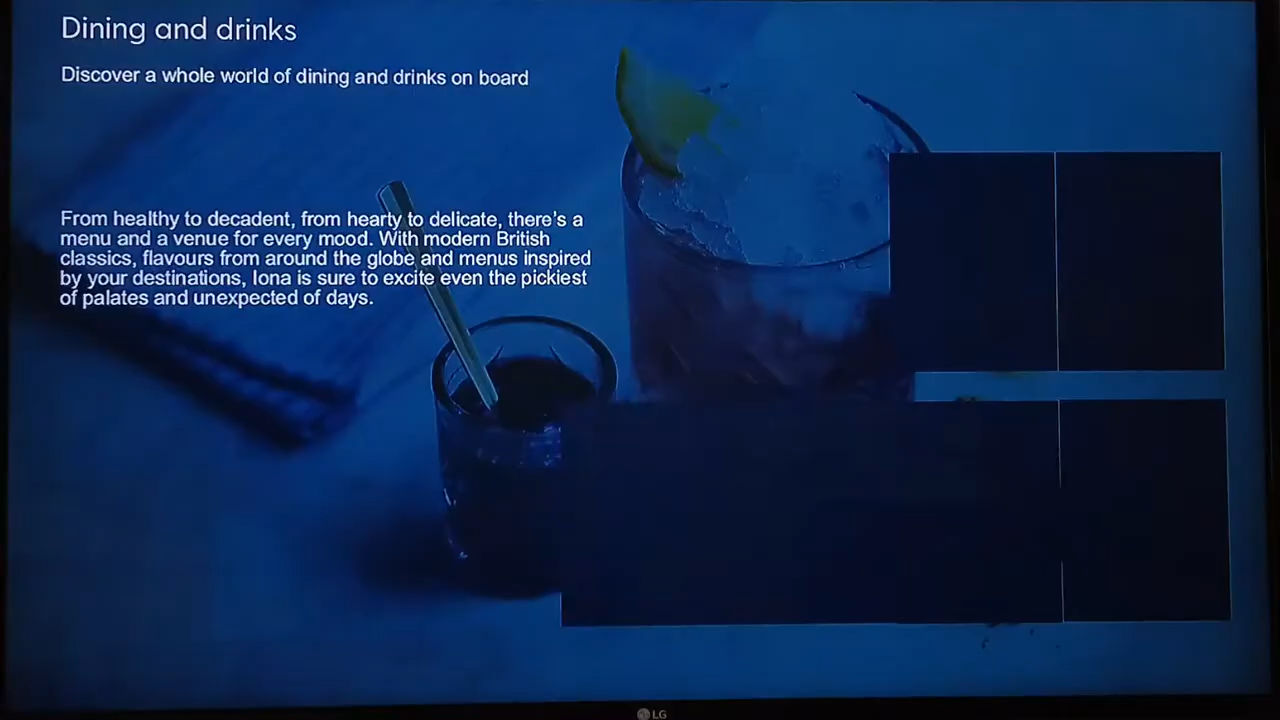 Dining and drinks
Discover a whole world of dining and drinks on board
From healthy to decadent, from hearty to delicate, there's a
menu and a venue for every mood. With modern British
classics, flavours from around the globe and menus inspired
by your destinations, Iona is sure to excite even the pickiest
of palates and unexpected of days.
LG